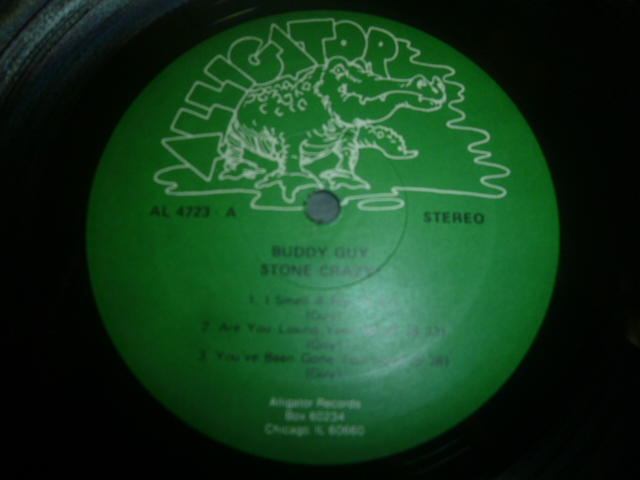 ALLIGATOR
AL 4723 - A
STEREO
BUDDY GUY
STONE CRAZY!
1. I Smell A
(Guy)
2. Are You Losing Your
(Guy)
3. You've Been Gone
(Guy)
Alligator Records
Box 60234
Chicago, IL 60660